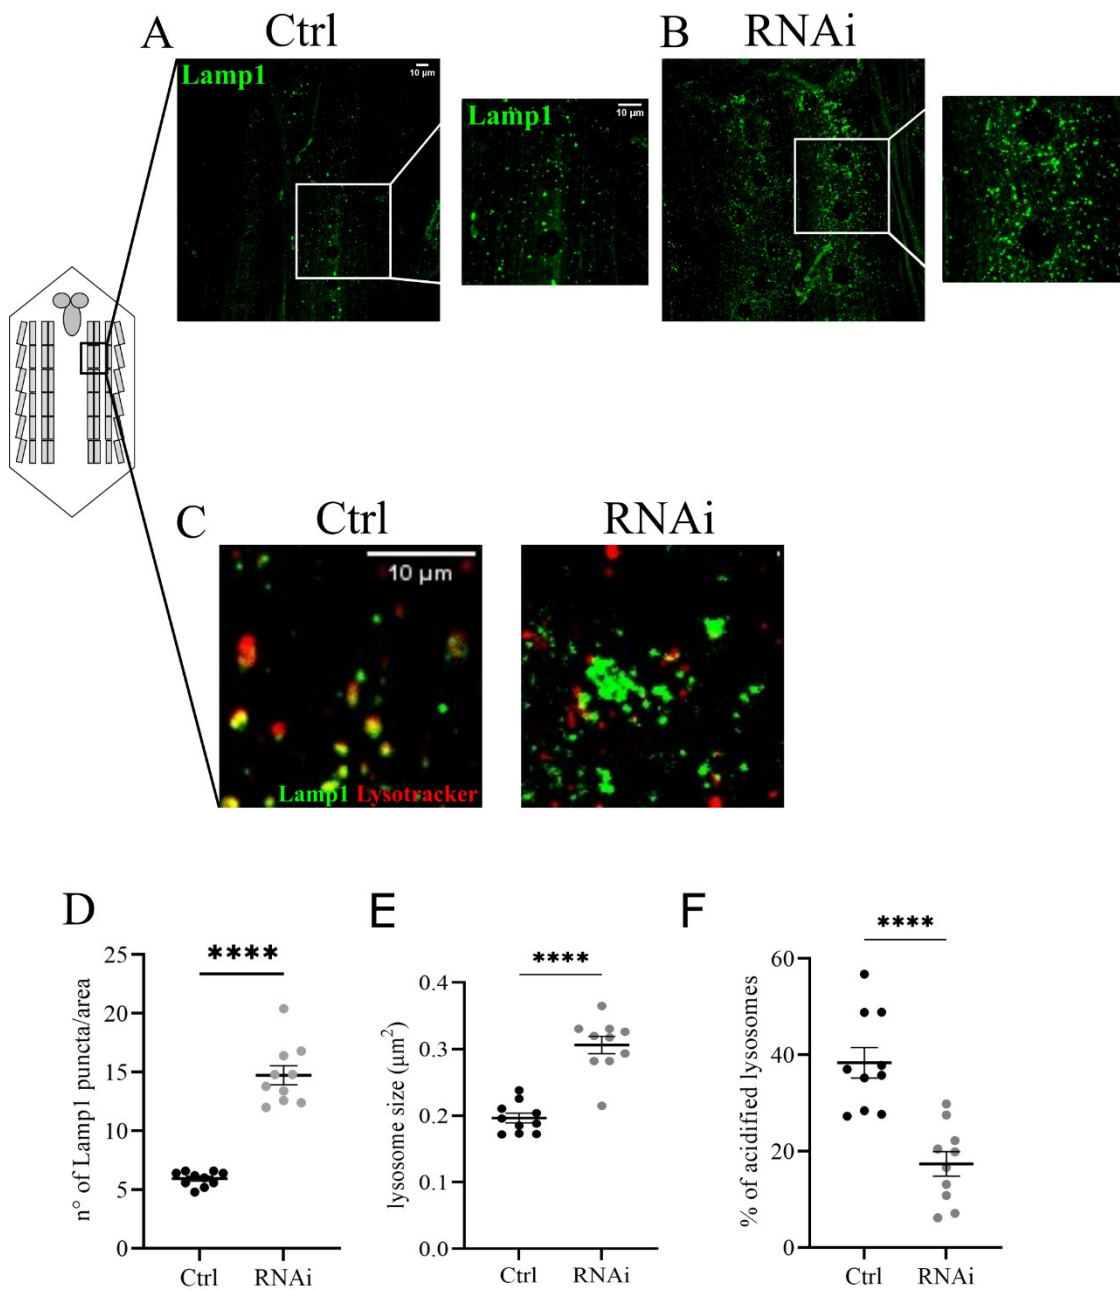 A
Ctrl
B
RNAi
Lamp1
10 µm
Lamp1
10 µm
C
Ctrl
RNAi
10 µm
Lamp1 Lysotracker
D
E
F
****
****
****
n° of Lamp1 puncta/area
25
20
15
10
5
0
Ctrl
RNAi
lysosome size (µm²)
0.4
0.3
0.2
0.1
0.0
Ctrl
RNAi
% of acidified lysosomes
60
40
20
0
Ctrl
RNAi